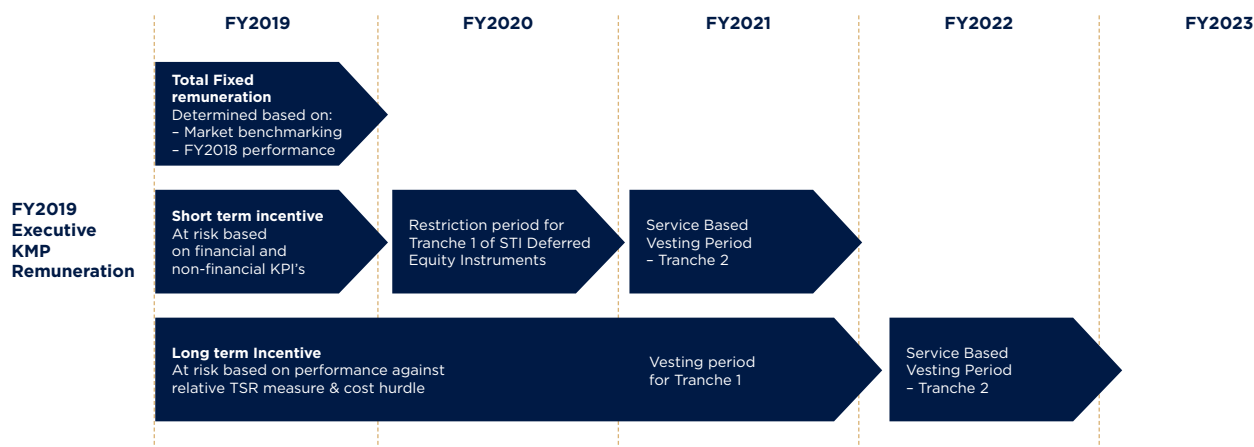 FY2019
FY2020
FY2021
FY2022
FY2023
FY2019
Executive
KMP
Remuneration
Total Fixed
remuneration
Determined based on:
– Market benchmarking
– FY2018 performance
Short term incentive
At risk based
on financial and
non-financial KPI's
Restriction period for
Tranche 1 of STI Deferred
Equity Instruments
Service Based
Vesting Period
– Tranche 2
Long term Incentive
At risk based on performance against
relative TSR measure & cost hurdle
Vesting period
for Tranche 1
Service Based
Vesting Period
– Tranche 2